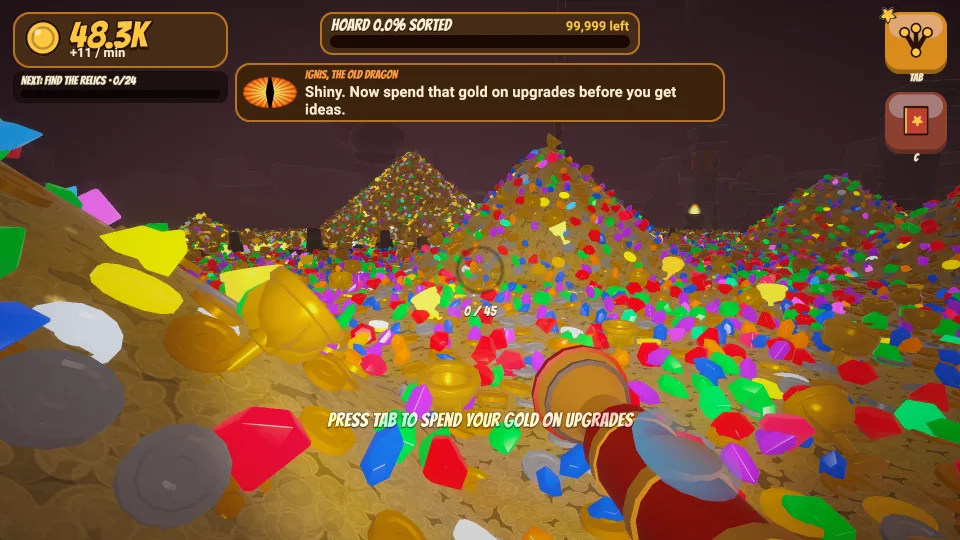 48.3K
+11 / min
NEXT: FIND THE RELICS • 0/24
HOARD 0.0% SORTED
99,999 left
IGNIS, THE OLD DRAGON
Shiny. Now spend that gold on upgrades before you get
ideas.
TAB
C
0 / 45
PRESS TAB TO SPEND YOUR GOLD ON UPGRADES